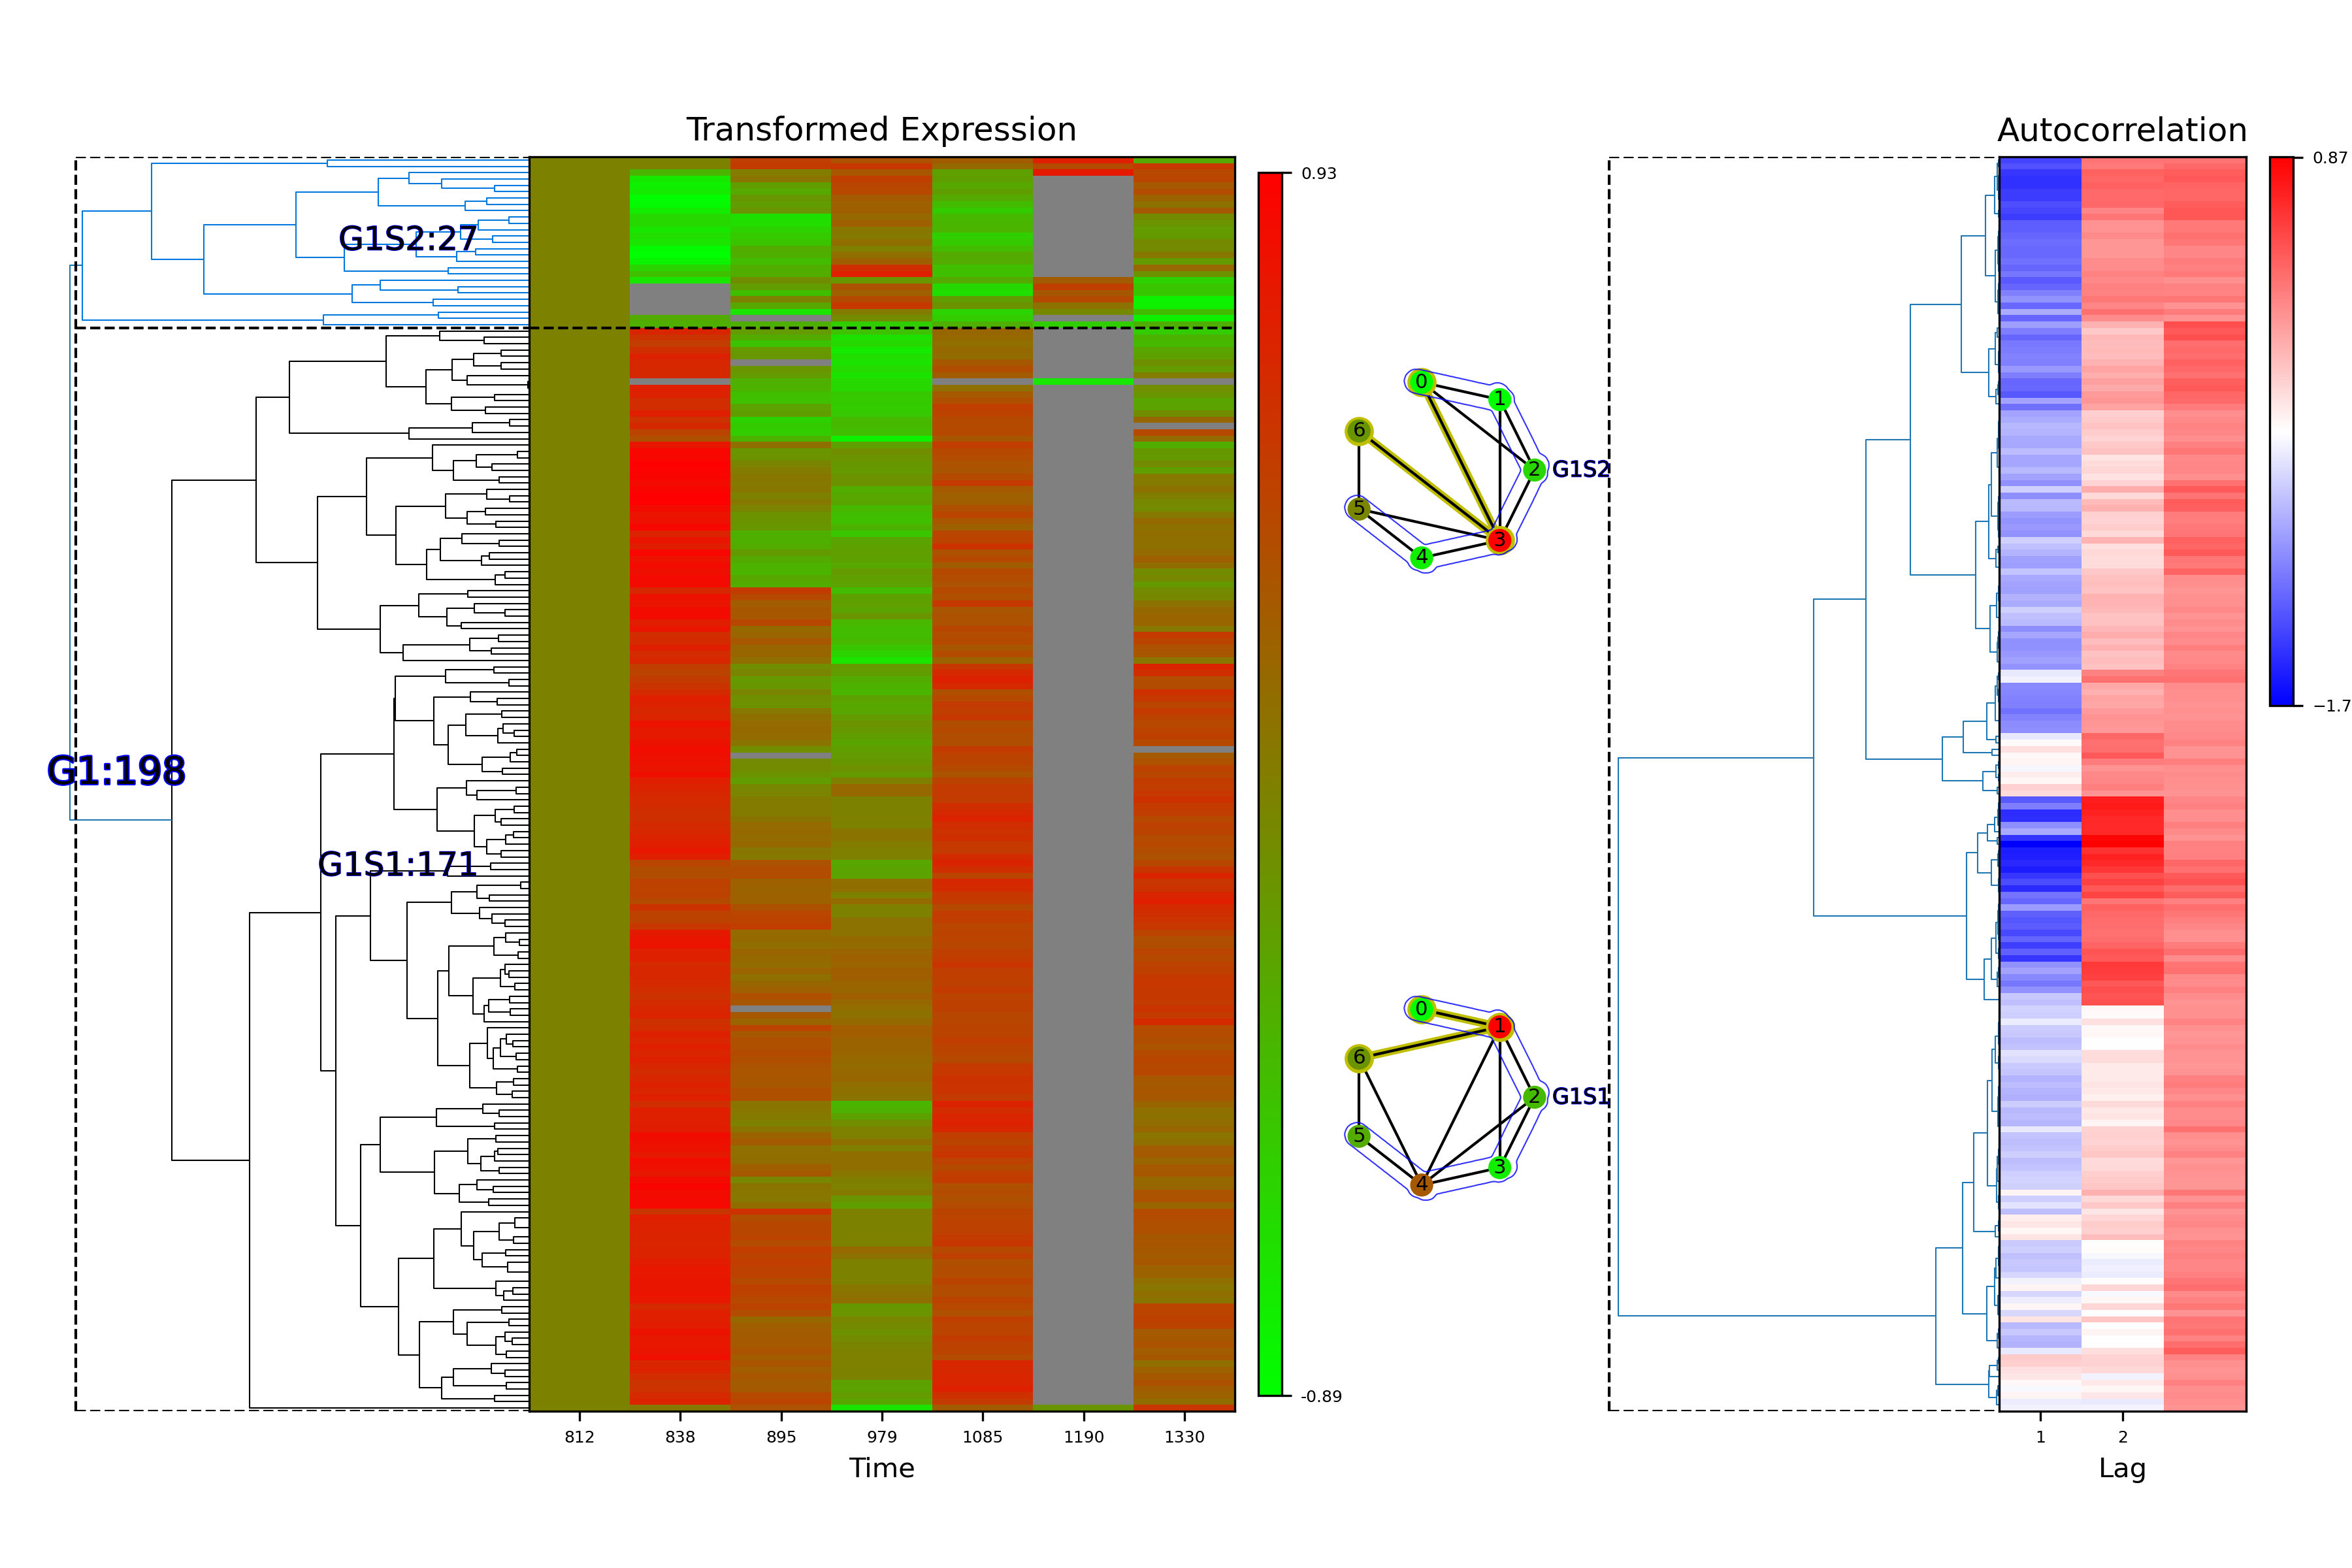 Transformed Expression
Autocorrelation
0.87
0.93
G1S2:27
0
1
6
2
G1S2
5
3
4
−1.7
G1:198
G1S1:171
0
1
6
2
G1S1
5
3
4
-0.89
812 838 895 979 1085 1190 1330
1 2
Time
Lag